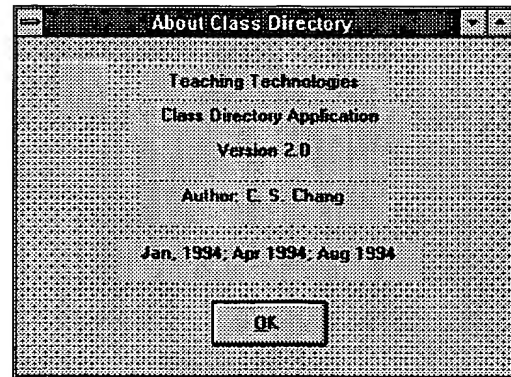 About Class Directory
Teaching Technologies
Class Directory Application
Version 2.0
Author: C. S. Chang
Jan, 1994; Apr 1994; Aug 1994
OK